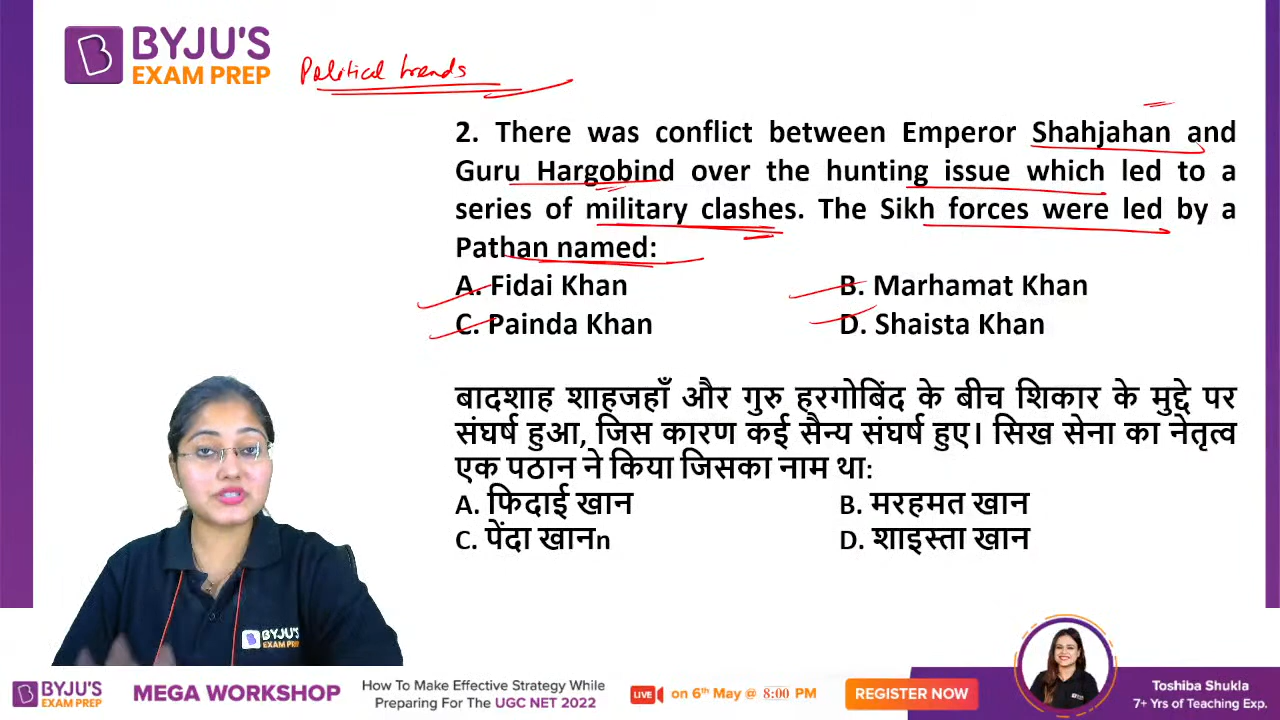 BYJU'S
EXAM PREP
Political trends
2. There was conflict between Emperor Shahjahan and
Guru Hargobind over the hunting issue which led to a
series of military clashes. The Sikh forces were led by a
Pathan named:
A. Fidai Khan
B. Marhamat Khan
C. Painda Khan
D. Shaista Khan
बादशाह शाहजहाँ और गुरु हरगोबिंद के बीच शिकार के मुद्दे पर
संघर्ष हुआ, जिस कारण कई सैन्य संघर्ष हुए। सिख सेना का नेतृत्व
एक पठान ने किया जिसका नाम था:
A. फिदाई खान
B. मरहमत खान
C. पेंदा खानn
D. शाइस्ता खान
BYJU'S
EXAM PREP
BYJU'S
EXAM PREP
MEGA WORKSHOP
How To Make Effective Strategy While
Preparing For The UGC NET 2022
LIVE on 6th May @ 8:00 PM
REGISTER NOW
Toshiba Shukla
7+ Yrs of Teaching Exp.